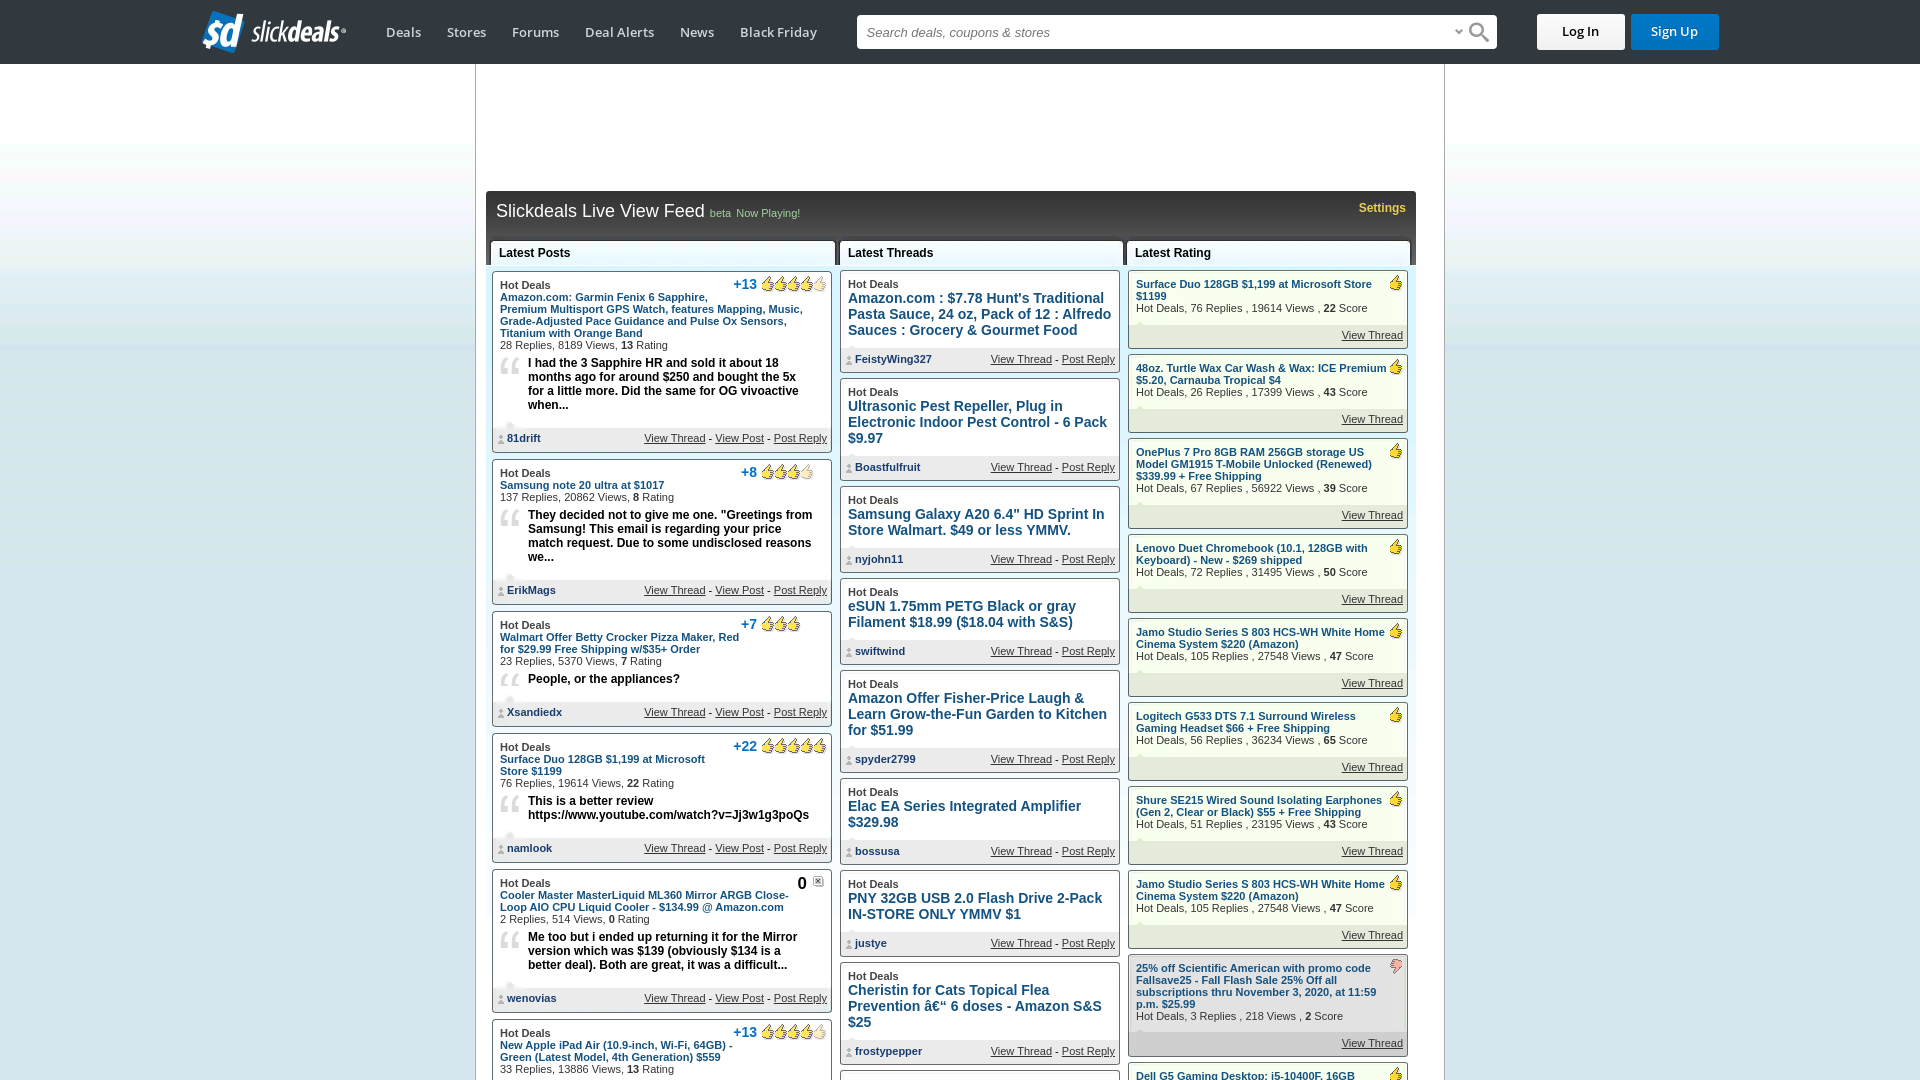 sd slickdeals®
Deals
Stores
Forums
Deal Alerts
News
Black Friday
Search deals, coupons & stores
Log In
Sign Up
Slickdeals Live View Feed beta Now Playing!
Settings
Latest Posts
Hot Deals
+13
Amazon.com: Garmin Fenix 6 Sapphire,
Premium Multisport GPS Watch, features Mapping, Music,
Grade-Adjusted Pace Guidance and Pulse Ox Sensors,
Titanium with Orange Band
28 Replies, 8189 Views, 13 Rating
I had the 3 Sapphire HR and sold it about 18
months ago for around $250 and bought the 5x
for a little more. Did the same for OG vivoactive
when...
81drift
View Thread - View Post - Post Reply
Hot Deals
+8
Samsung note 20 ultra at $1017
137 Replies, 20862 Views, 8 Rating
They decided not to give me one. "Greetings from
Samsung! This email is regarding your price
match request. Due to some undisclosed reasons
we...
ErikMags
View Thread - View Post - Post Reply
Hot Deals
+7
Walmart Offer Betty Crocker Pizza Maker, Red
for $29.99 Free Shipping w/$35+ Order
23 Replies, 5370 Views, 7 Rating
People, or the appliances?
Xsandiedx
View Thread - View Post - Post Reply
Hot Deals
+22
Surface Duo 128GB $1,199 at Microsoft
Store $1199
76 Replies, 19614 Views, 22 Rating
This is a better review
https://www.youtube.com/watch?v=Jj3w1g3poQs
namlook
View Thread - View Post - Post Reply
Hot Deals
0
Cooler Master MasterLiquid ML360 Mirror ARGB Close-
Loop AIO CPU Liquid Cooler - $134.99 @ Amazon.com
2 Replies, 514 Views, 0 Rating
Me too but i ended up returning it for the Mirror
version which was $139 (obviously $134 is a
better deal). Both are great, it was a difficult...
wenovias
View Thread - View Post - Post Reply
Hot Deals
+13
New Apple iPad Air (10.9-inch, Wi-Fi, 64GB) -
Green (Latest Model, 4th Generation) $559
33 Replies, 13886 Views, 13 Rating
Latest Threads
Hot Deals
Amazon.com : $7.78 Hunt's Traditional
Pasta Sauce, 24 oz, Pack of 12 : Alfredo
Sauces : Grocery & Gourmet Food
FeistyWing327
View Thread - Post Reply
Hot Deals
Ultrasonic Pest Repeller, Plug in
Electronic Indoor Pest Control - 6 Pack
$9.97
Boastfulfruit
View Thread - Post Reply
Hot Deals
Samsung Galaxy A20 6.4" HD Sprint In
Store Walmart. $49 or less YMMV.
nyjohn11
View Thread - Post Reply
Hot Deals
eSUN 1.75mm PETG Black or gray
Filament $18.99 ($18.04 with S&S)
swiftwind
View Thread - Post Reply
Hot Deals
Amazon Offer Fisher-Price Laugh &
Learn Grow-the-Fun Garden to Kitchen
for $51.99
spyder2799
View Thread - Post Reply
Hot Deals
Elac EA Series Integrated Amplifier
$329.98
bossusa
View Thread - Post Reply
Hot Deals
PNY 32GB USB 2.0 Flash Drive 2-Pack
IN-STORE ONLY YMMV $1
justye
View Thread - Post Reply
Hot Deals
Cheristin for Cats Topical Flea
Prevention â€“ 6 doses - Amazon S&S
$25
frostypepper
View Thread - Post Reply
Latest Rating
Surface Duo 128GB $1,199 at Microsoft Store
$1199
Hot Deals, 76 Replies , 19614 Views , 22 Score
View Thread
48oz. Turtle Wax Car Wash & Wax: ICE Premium
$5.20, Carnauba Tropical $4
Hot Deals, 26 Replies , 17399 Views , 43 Score
View Thread
OnePlus 7 Pro 8GB RAM 256GB storage US
Model GM1915 T-Mobile Unlocked (Renewed)
$339.99 + Free Shipping
Hot Deals, 67 Replies , 56922 Views , 39 Score
View Thread
Lenovo Duet Chromebook (10.1, 128GB with
Keyboard) - New - $269 shipped
Hot Deals, 72 Replies , 31495 Views , 50 Score
View Thread
Jamo Studio Series S 803 HCS-WH White Home
Cinema System $220 (Amazon)
Hot Deals, 105 Replies , 27548 Views , 47 Score
View Thread
Logitech G533 DTS 7.1 Surround Wireless
Gaming Headset $66 + Free Shipping
Hot Deals, 56 Replies , 36234 Views , 65 Score
View Thread
Shure SE215 Wired Sound Isolating Earphones
(Gen 2, Clear or Black) $55 + Free Shipping
Hot Deals, 51 Replies , 23195 Views , 43 Score
View Thread
Jamo Studio Series S 803 HCS-WH White Home
Cinema System $220 (Amazon)
Hot Deals, 105 Replies , 27548 Views , 47 Score
View Thread
25% off Scientific American with promo code
Fallsave25 - Fall Flash Sale 25% Off all
subscriptions thru November 3, 2020, at 11:59
p.m. $25.99
Hot Deals, 3 Replies , 218 Views , 2 Score
View Thread
Dell G5 Gaming Desktop: i5-10400F, 16GB